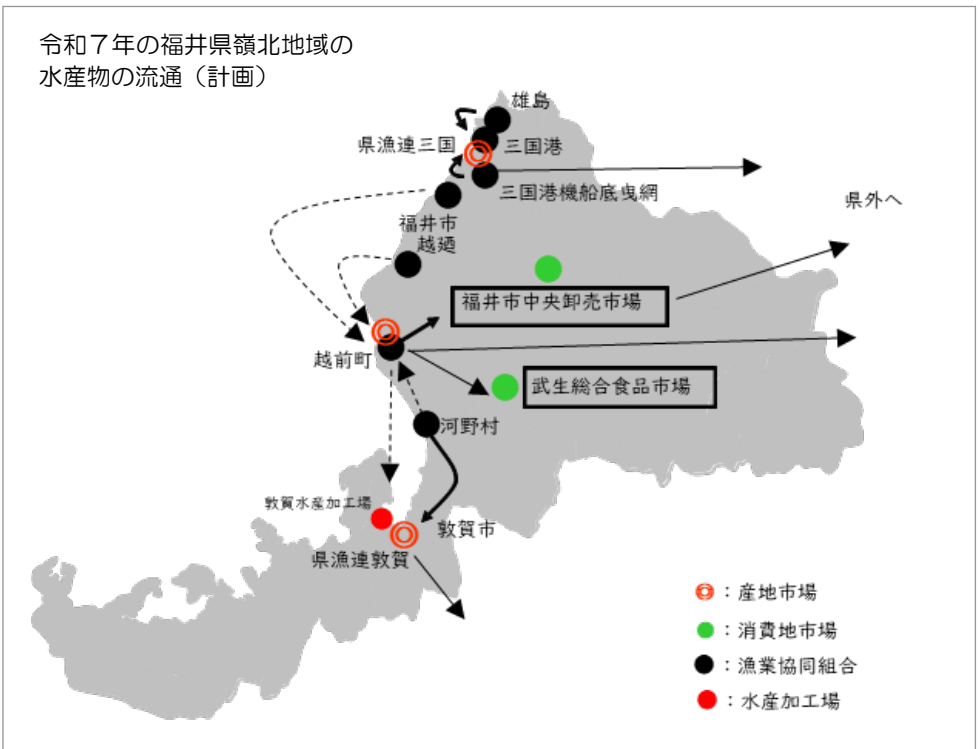 令和７年の福井県嶺北地域の
水産物の流通（計画）
雄島
県漁連三国
三国港
三国港機船底曳網
県外へ
福井市
越廼
福井市中央卸売市場
越前町
武生総合食品市場
河野村
敦賀水産加工場
敦賀市
県漁連敦賀
：産地市場
：消費地市場
：漁業協同組合
：水産加工場